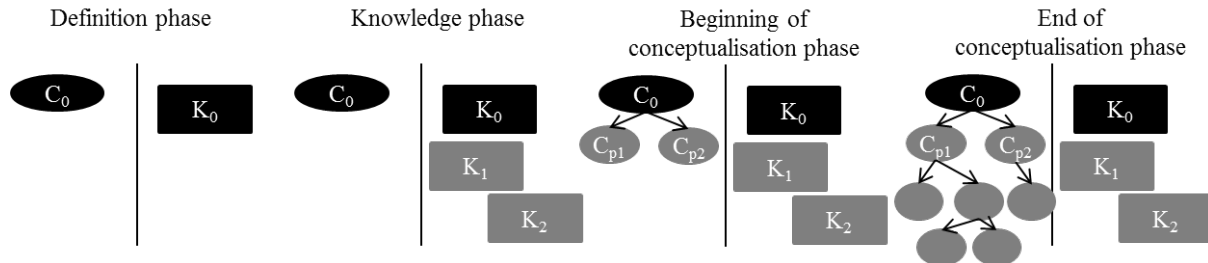 Definition phase
Knowledge phase
Beginning of
conceptualisation phase
End of
conceptualisation phase
C₀
K₀
C₀
K₀
K₁
K₂
C₀
K₀
Cₚ₁
Cₚ₂
K₁
K₂
C₀
K₀
Cₚ₁
Cₚ₂
K₁
K₂